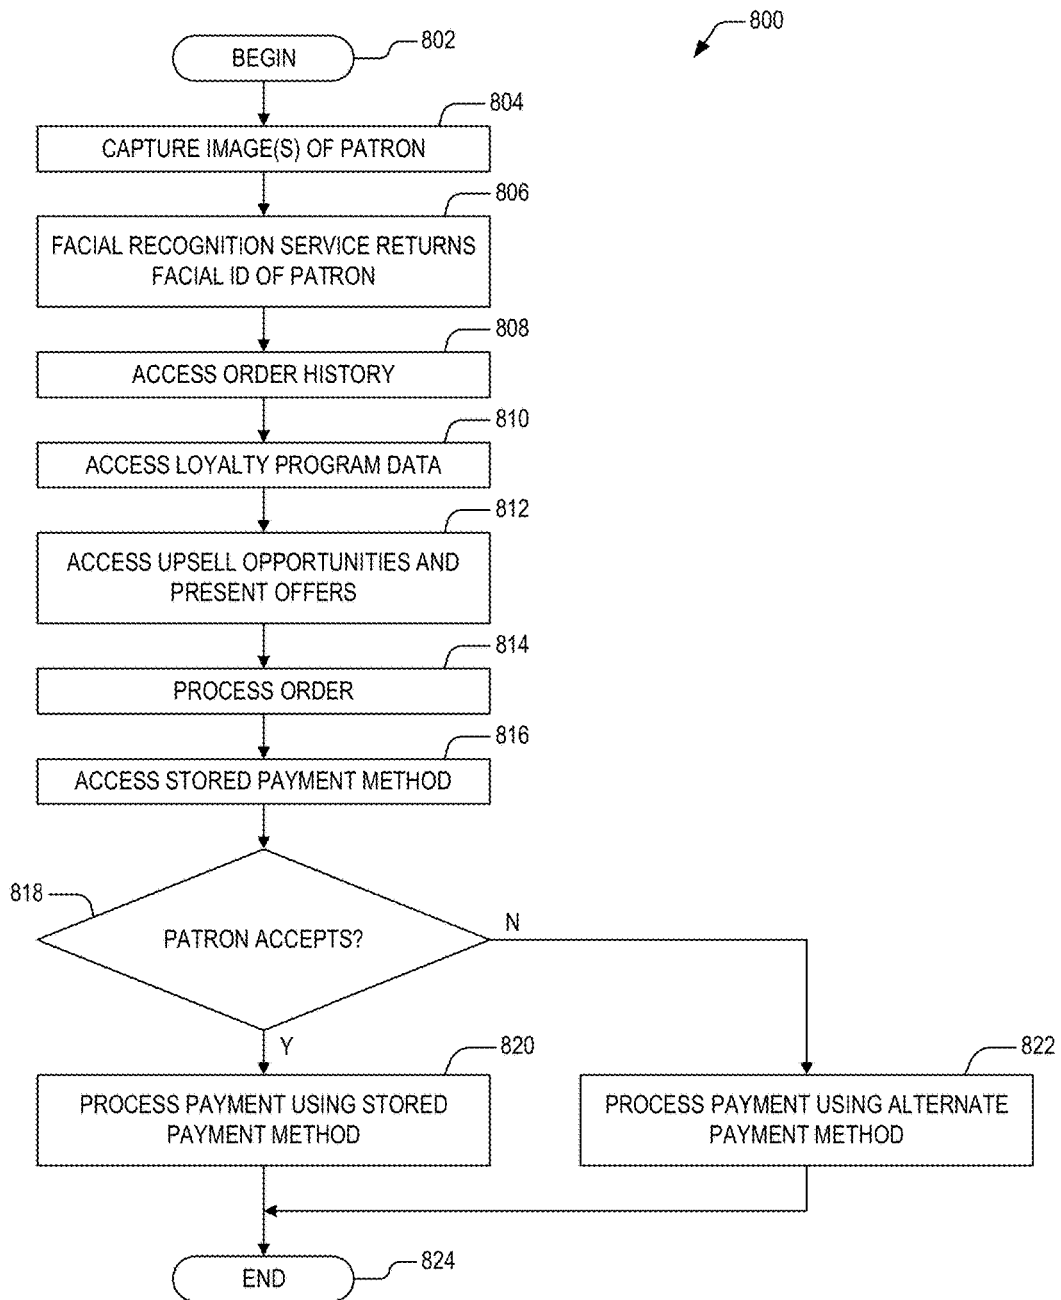 800
802
BEGIN
804
CAPTURE IMAGE(S) OF PATRON
806
FACIAL RECOGNITION SERVICE RETURNS
FACIAL ID OF PATRON
808
ACCESS ORDER HISTORY
810
ACCESS LOYALTY PROGRAM DATA
812
ACCESS UPSELL OPPORTUNITIES AND
PRESENT OFFERS
814
PROCESS ORDER
816
ACCESS STORED PAYMENT METHOD
818
PATRON ACCEPTS?
N
Y
820
PROCESS PAYMENT USING STORED
PAYMENT METHOD
822
PROCESS PAYMENT USING ALTERNATE
PAYMENT METHOD
824
END